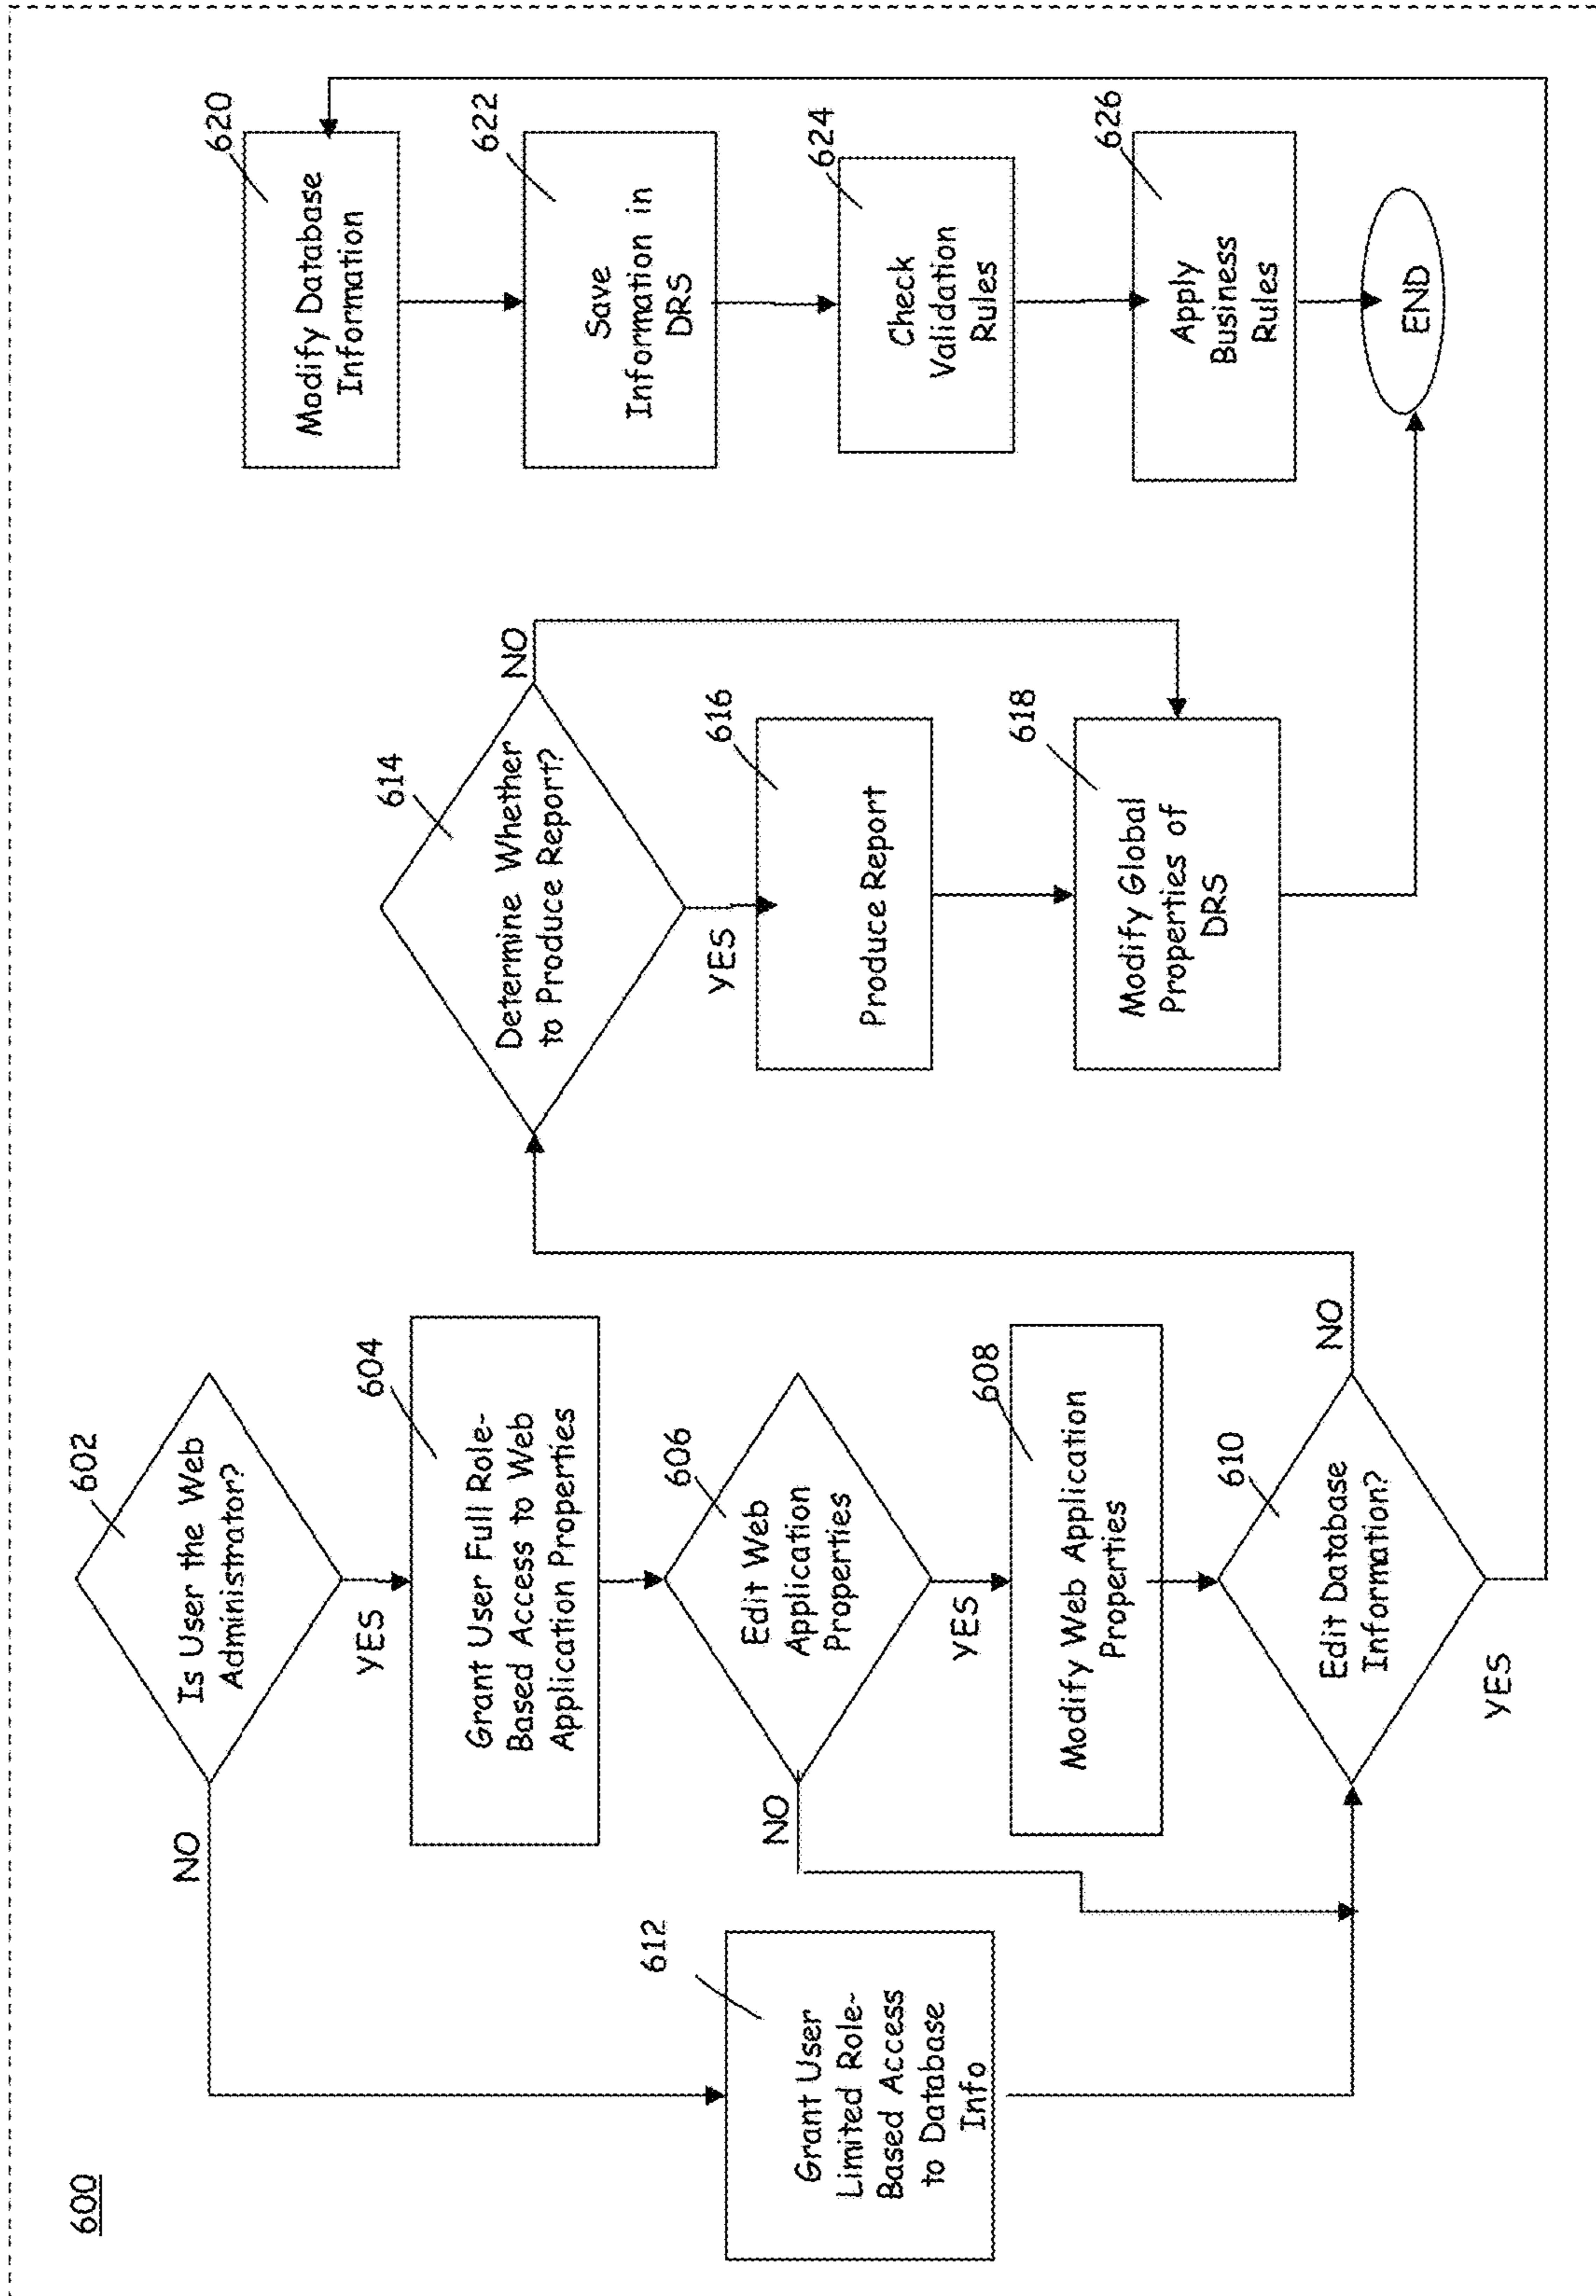 600
602
Is User the Web
Administrator?
NO
YES
604
Grant User Full Role-
Based Access to Web
Application Properties
606
Edit Web
Application
Properties
NO
YES
608
Modify Web Application
Properties
610
Edit Database
Information?
NO
YES
612
Grant User
Limited Role-
Based Access
to Database
Info
614
Determine Whether
to Produce Report?
NO
YES
616
Produce Report
618
Modify Global
Properties of
DRS
620
Modify Database
Information
622
Save
Information in
DRS
624
Check
Validation
Rules
626
Apply
Business
Rules
END